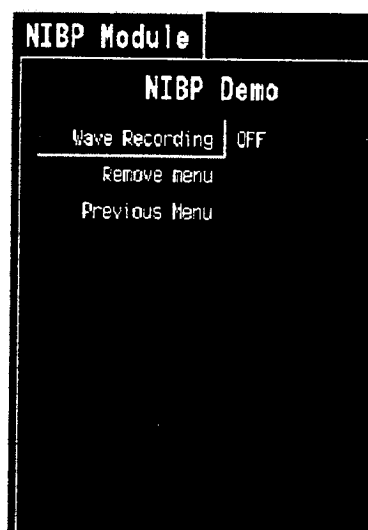 NIBP Module
NIBP Demo
Wave Recording OFF
Remove menu
Previous Menu